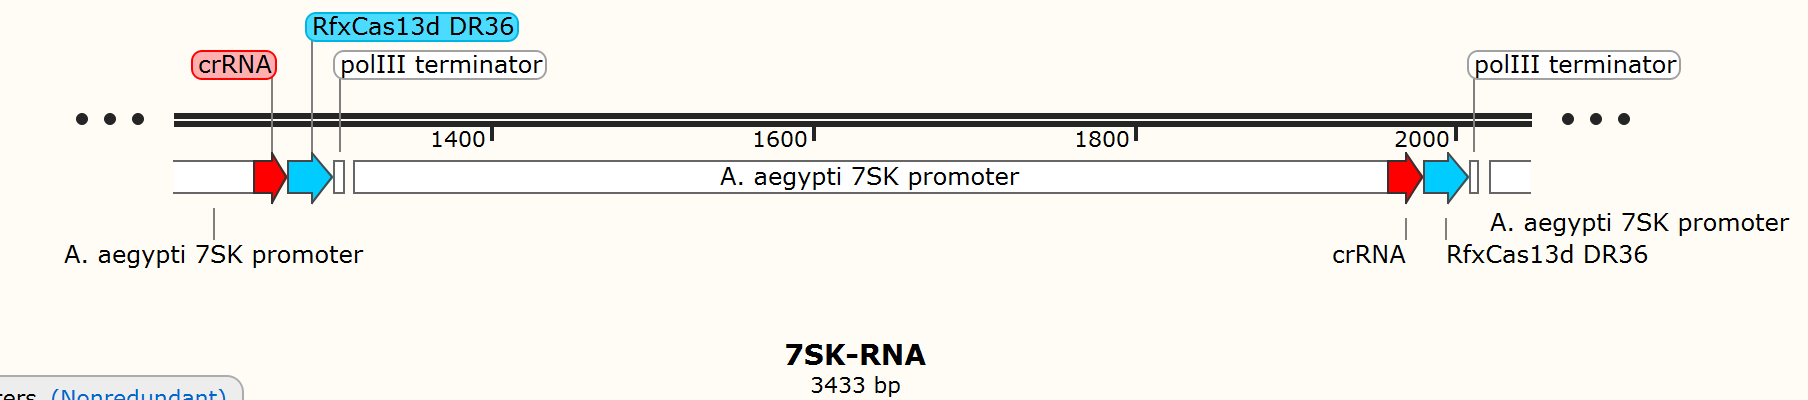 RfxCas13d DR36
crRNA
polIII terminator
polIII terminator
1400
1600
1800
2000
A. aegypti 7SK promoter
A. aegypti 7SK promoter
A. aegypti 7SK promoter
crRNA
RfxCas13d DR36
7SK-RNA
3433 bp
(Nonredundant)